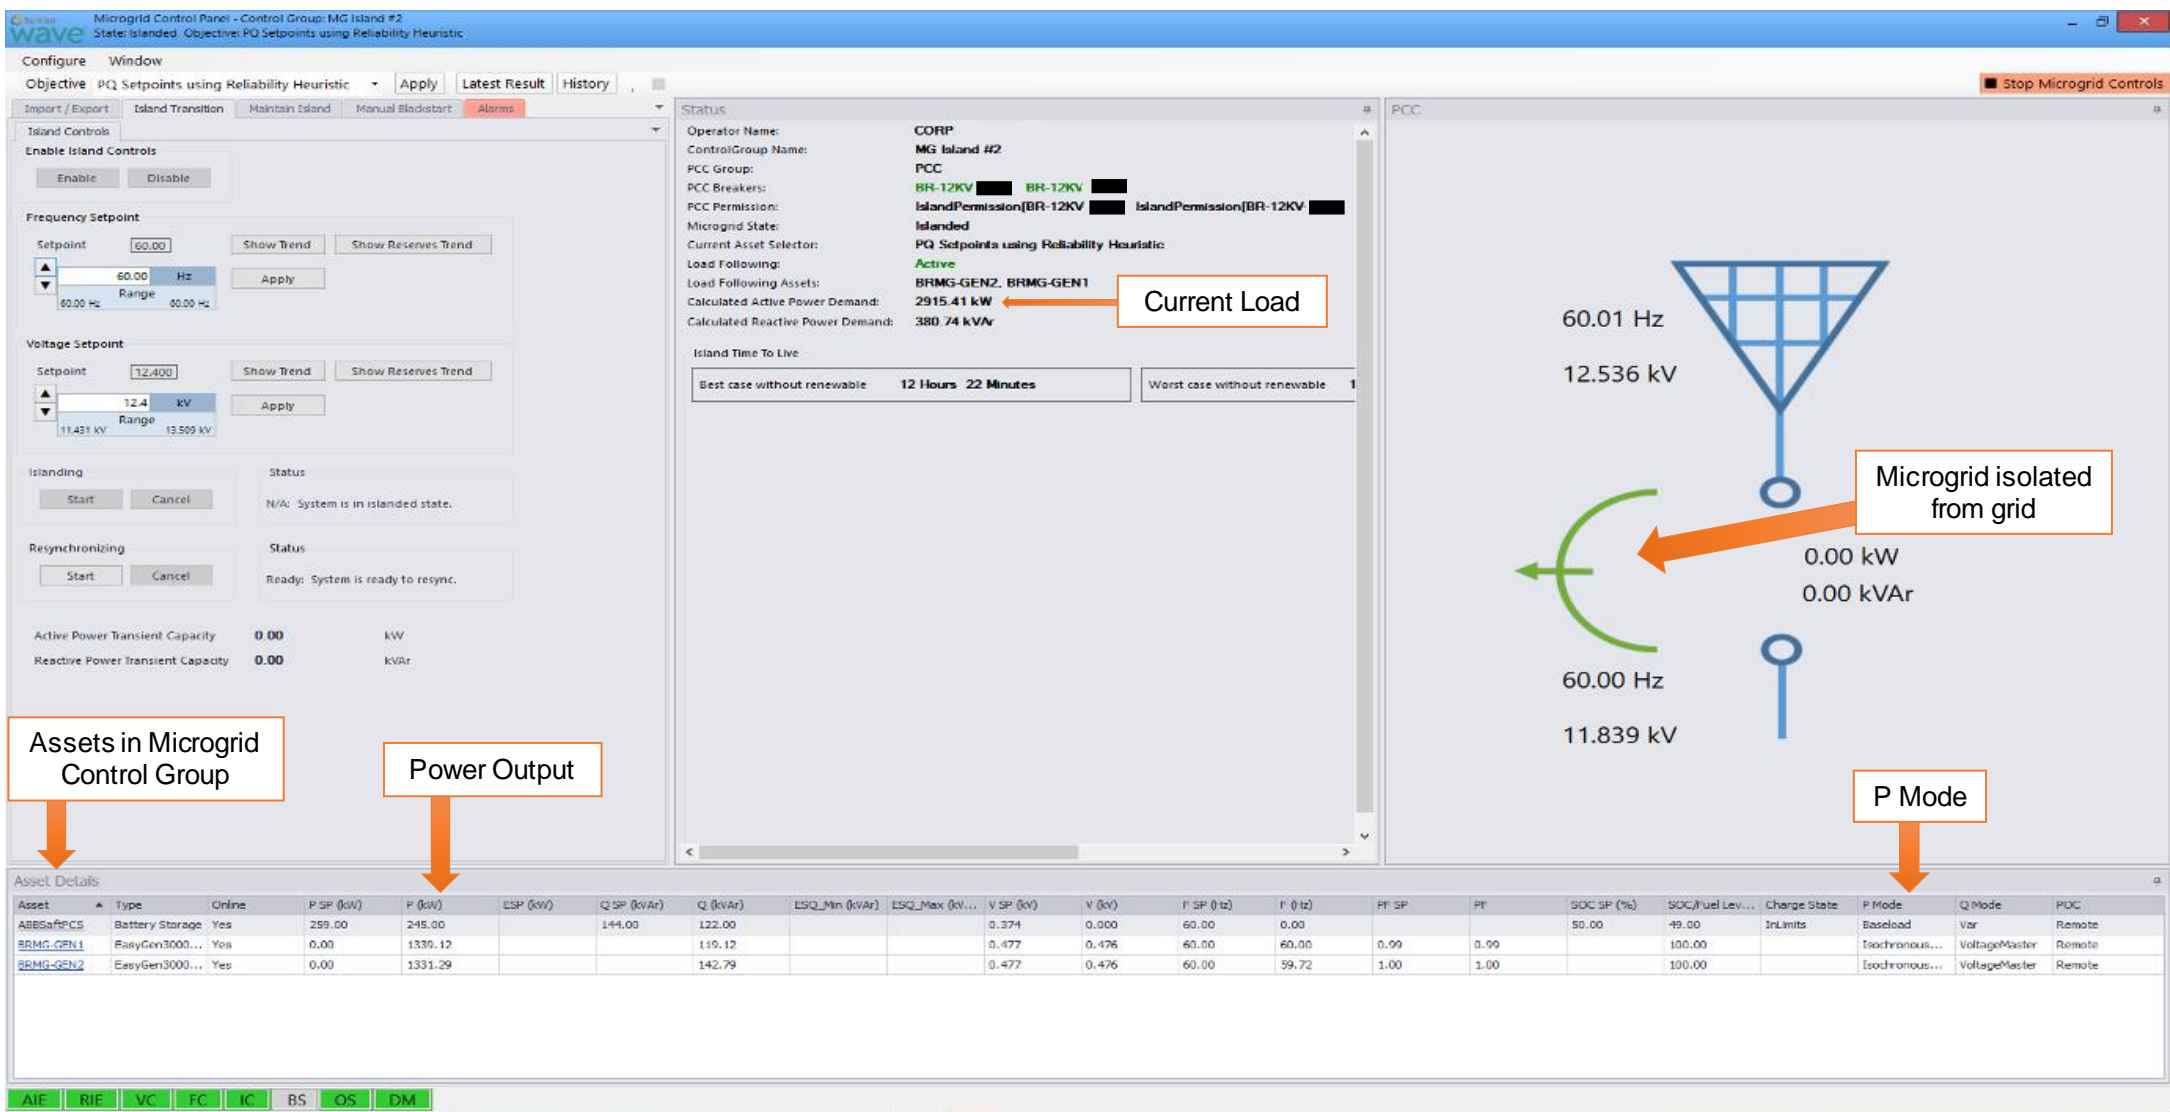 wave
Microgrid Control Panel - Control Group: MG Island #2
State: Islanded Objective: PQ Setpoints using Reliability Heuristic
Configure Window
Objective PQ Setpoints using Reliability Heuristic Apply Latest Result History
Stop Microgrid Controls
Import / Export Island Transition Maintain Island Manual Blackstart Alarms
Island Controls
Enable Island Controls
Enable Disable
Frequency Setpoint
Setpoint 60.00 Show Trend Show Reserves Trend
60.00 Hz Apply
Range
60.00 Hz 60.00 Hz
Voltage Setpoint
Setpoint 12.400 Show Trend Show Reserves Trend
12.4 kV Apply
Range
11.431 kV 13.509 kV
Islanding Status
Start Cancel N/A: System is in islanded state.
Resynchronizing Status
Start Cancel Ready: System is ready to resync.
Active Power Transient Capacity 0.00 kW
Reactive Power Transient Capacity 0.00 kVAr
Assets in Microgrid
Control Group
Power Output
Status
Operator Name: CORP
ControlGroup Name: MG Island #2
PCC Group: PCC
PCC Breakers: BR-12KV BR-12KV
PCC Permission: IslandPermission[BR-12KV IslandPermission[BR-12KV-
Microgrid State: Islanded
Current Asset Selector: PQ Setpoints using Reliability Heuristic
Load Following: Active
Load Following Assets: BRMG-GEN2, BRMG-GEN1
Calculated Active Power Demand: 2915.41 kW
Calculated Reactive Power Demand: 380.74 kVAr
Current Load
Island Time To Live
Best case without renewable 12 Hours 22 Minutes
Worst case without renewable 1
PCC
60.01 Hz
12.536 kV
Microgrid isolated
from grid
0.00 kW
0.00 kVAr
60.00 Hz
11.839 kV
P Mode
Asset Details
Asset Type Online P SP (kW) P (kW) ESP (kW) Q SP (kVAr) Q (kVAr) ESQ_Min (kVAr) ESQ_Max (kV... V SP (kV) V (kV) F SP (Hz) F (Hz) PF SP PF SOC SP (%) SOC/Fuel Lev... Charge State P Mode Q Mode POC
ABBSaftPCS Battery Storage Yes 259.00 245.00 144.00 122.00 0.374 0.000 60.00 0.00 50.00 49.00 InLimits Baseload Var Remote
BRMG-GEN1 EasyGen3000... Yes 0.00 1339.12 119.12 0.477 0.476 60.00 60.00 0.99 0.99 100.00 Isochronous... VoltageMaster Remote
BRMG-GEN2 EasyGen3000... Yes 0.00 1331.29 142.79 0.477 0.476 60.00 59.72 1.00 1.00 100.00 Isochronous... VoltageMaster Remote
AIE RIE VC FC IC BS OS DM